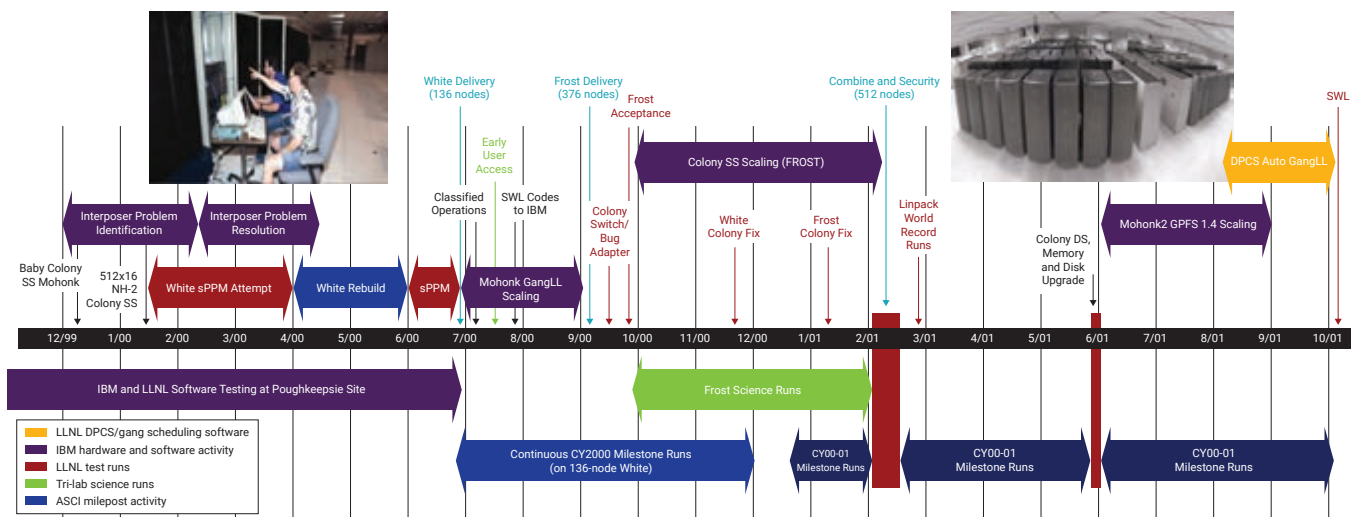 White Delivery
(136 nodes)
Frost Delivery
(376 nodes)
Combine and Security
(512 nodes)
SWL
Frost
Acceptance
Early
User
Access
Colony SS Scaling (FROST)
DPCS Auto GangLL
Classified
Operations
SWL Codes
to IBM
Interposer Problem
Identification
Interposer Problem
Resolution
Colony
Switch/
Bug
Adapter
White
Colony Fix
Frost
Colony Fix
Linpack
World
Record
Runs
Mohonk2 GPFS 1.4 Scaling
Colony DS,
Memory
and Disk
Upgrade
Baby Colony
SS Mohonk
512x16
NH-2
Colony SS
White sPPM Attempt
White Rebuild
sPPM
Mohonk GangLL
Scaling
12/99 1/00 2/00 3/00 4/00 5/00 6/00 7/00 8/00 9/00 10/00 11/00 1/00 1/01 2/01 3/01 4/01 5/01 6/01 7/01 8/01 9/01 10/01
IBM and LLNL Software Testing at Poughkeepsie Site
Frost Science Runs
LLNL DPCS/gang scheduling software
IBM hardware and software activity
LLNL test runs
Tri-lab science runs
ASCI milepost activity
Continuous CY2000 Milestone Runs
(on 136-node White)
CY00-01
Milestone Runs
CY00-01
Milestone Runs
CY00-01
Milestone Runs